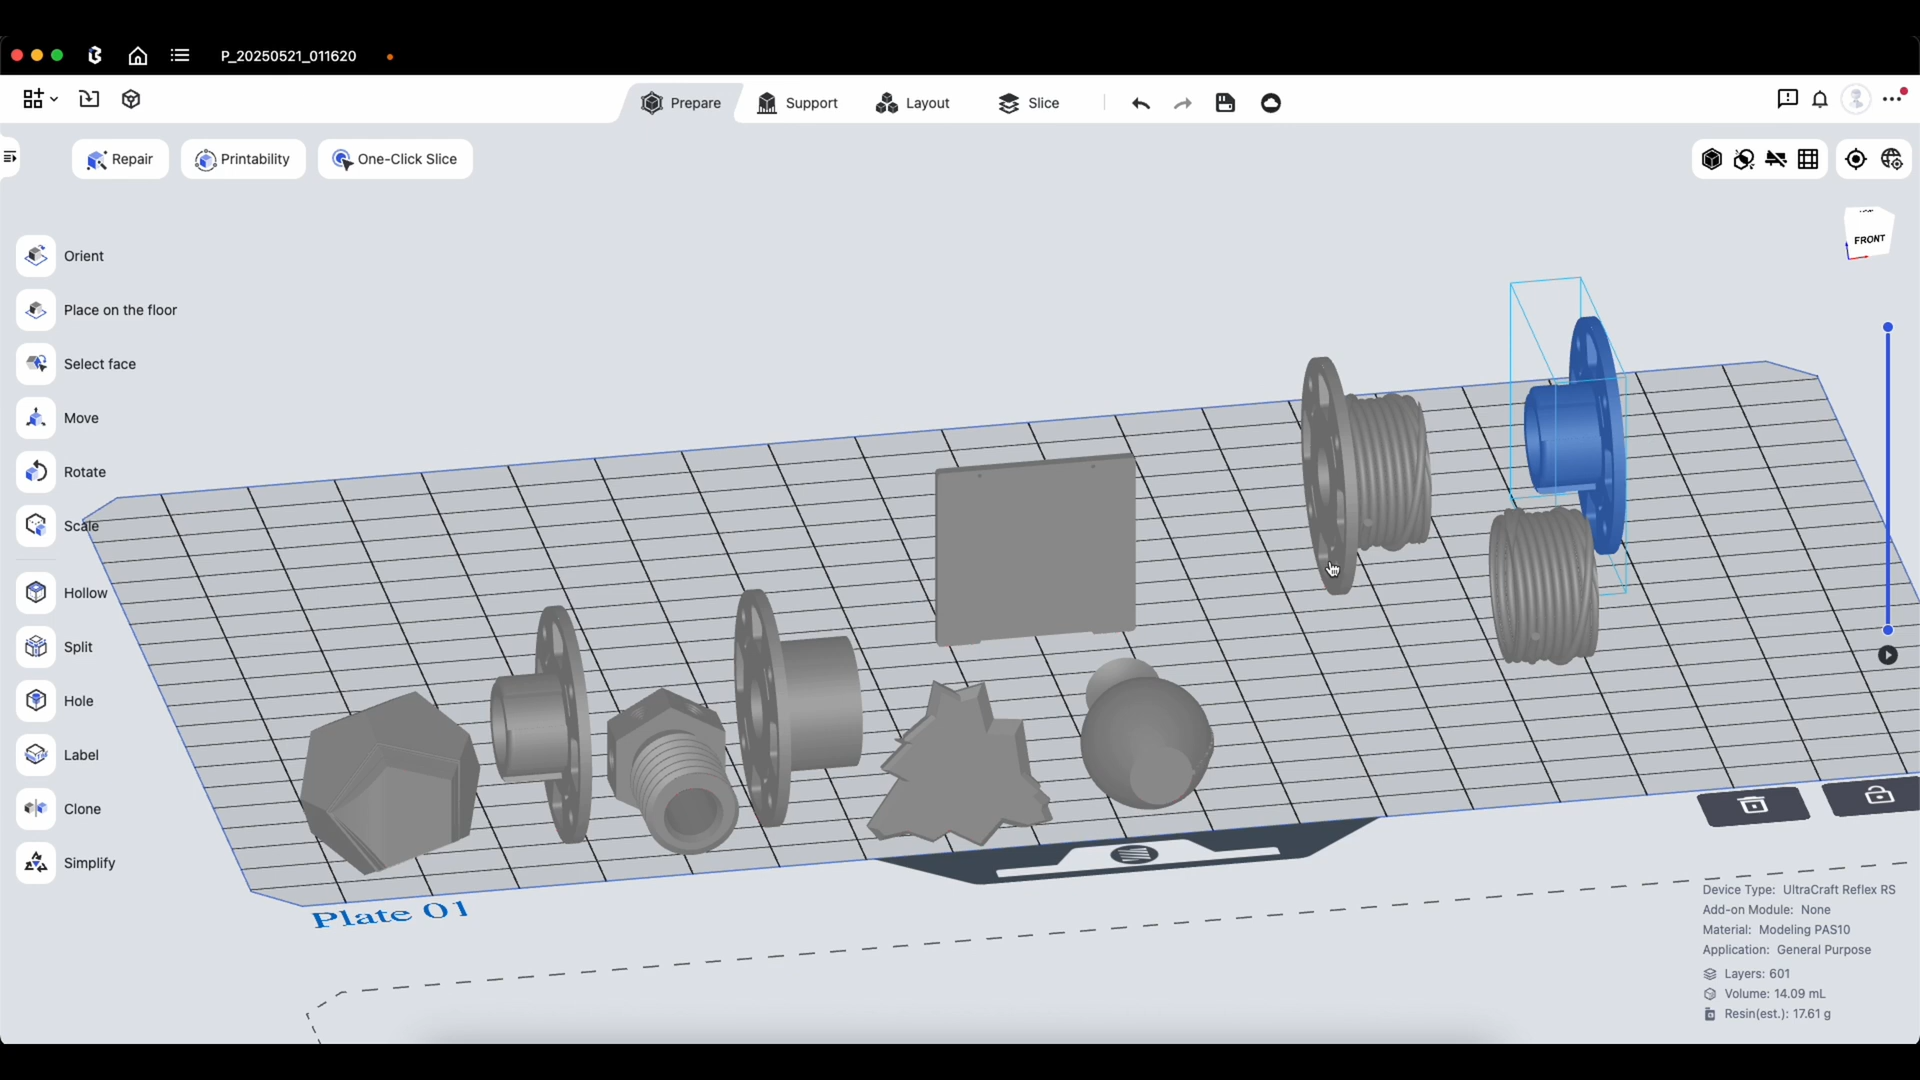 P_20250521_011620
Prepare
Support
Layout
Slice
Repair
Printability
One-Click Slice
Orient
Place on the floor
Select face
Move
Rotate
Scale
Hollow
Split
Hole
Label
Clone
Simplify
FRONT
Plate 01
Device Type: UltraCraft Reflex RS
Add-on Module: None
Material: Modeling PAS10
Application: General Purpose
Layers: 601
Volume: 14.09 mL
Resin(est.): 17.61 g